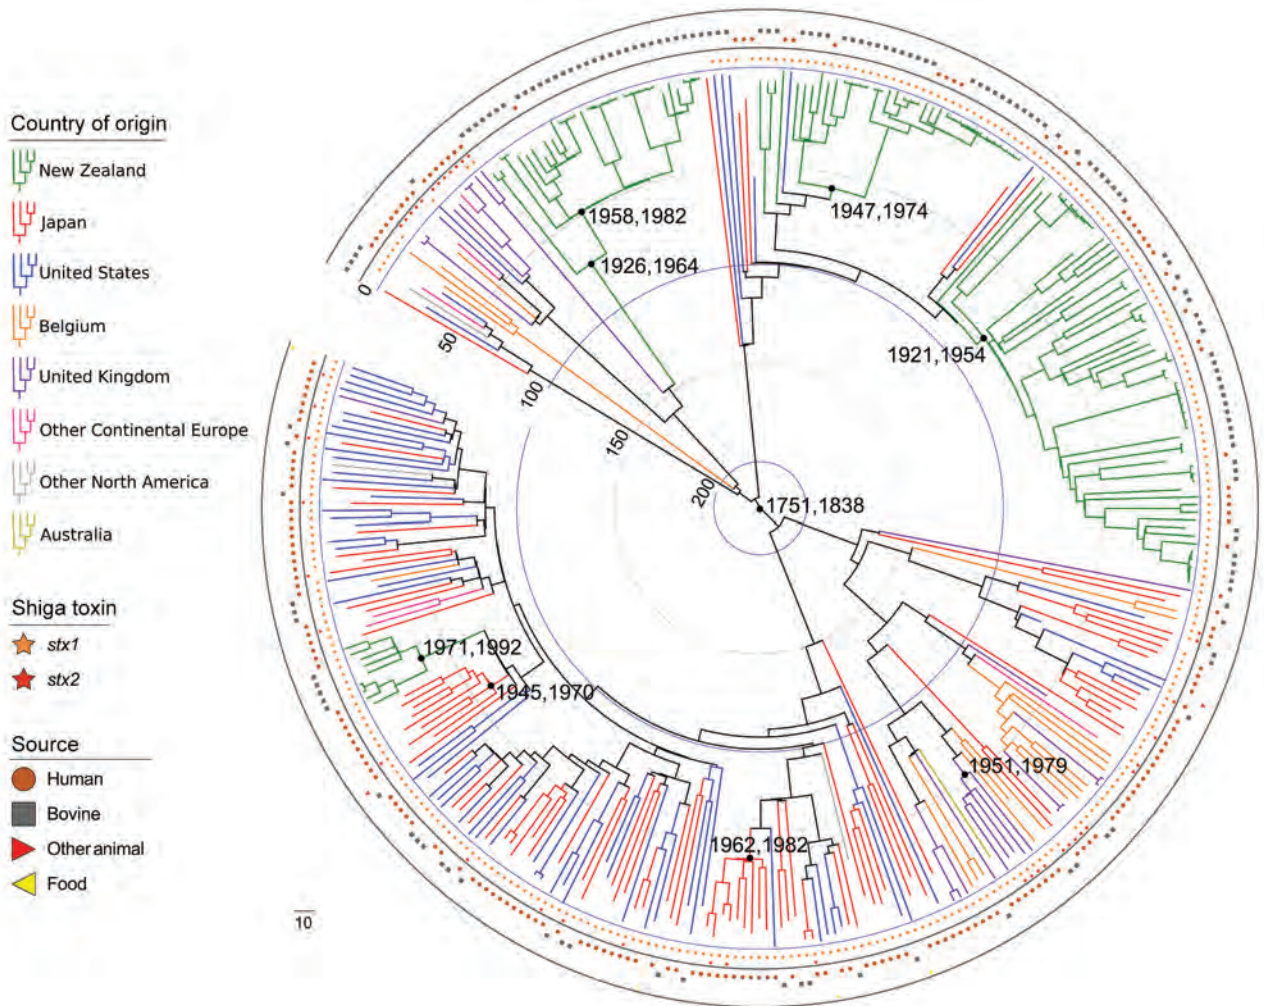 Country of origin
New Zealand
Japan
United States
Belgium
United Kingdom
Other Continental Europe
Other North America
Australia
Shiga toxin
stx1
stx2
Source
Human
Bovine
Other animal
Food
0
50
100
150
200
1958,1982
1926,1964
1947,1974
1921,1954
1751,1838
1971,1992
1945,1970
1951,1979
1962,1982
10